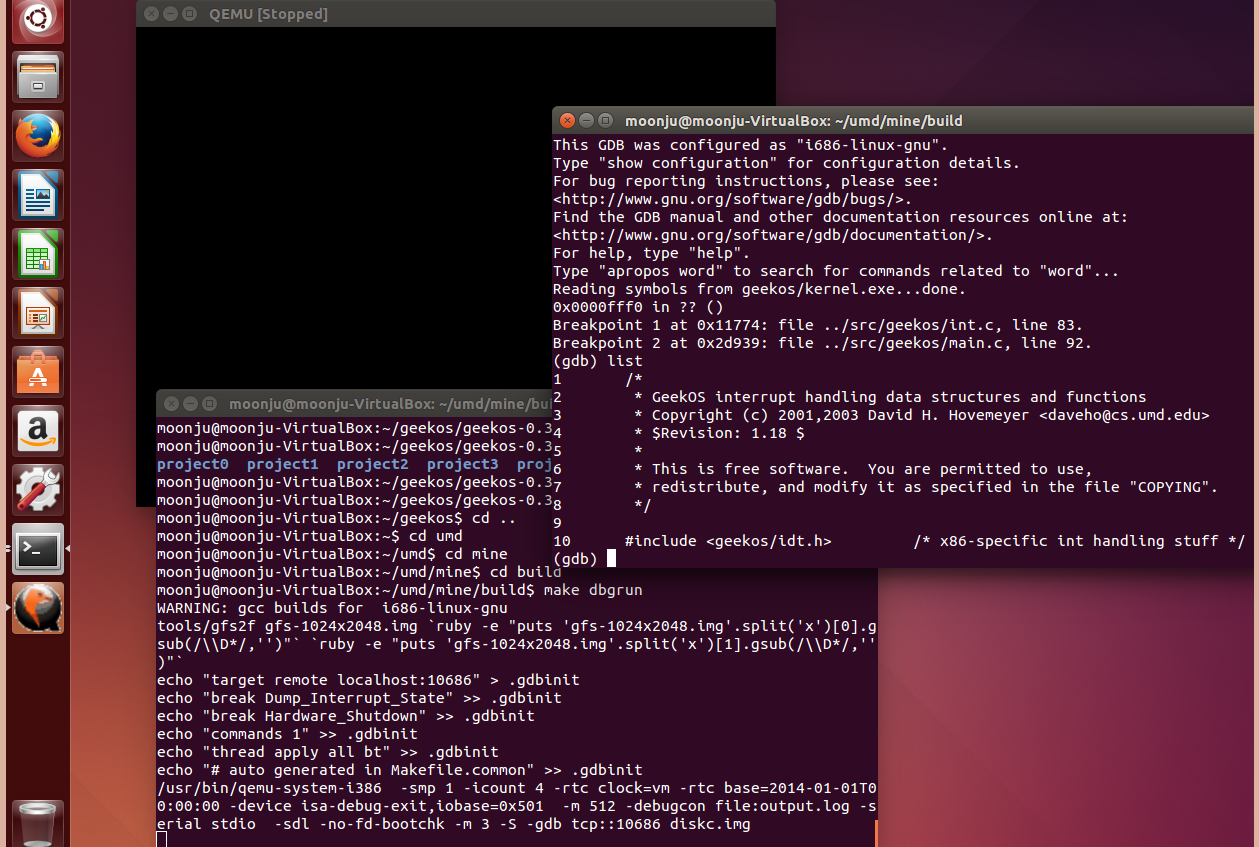 QEMU [Stopped]
moonju@moonju-VirtualBox: ~/umd/mine/build
This GDB was configured as "i686-linux-gnu".
Type "show configuration" for configuration details.
For bug reporting instructions, please see:
<http://www.gnu.org/software/gdb/bugs/>.
Find the GDB manual and other documentation resources online at:
<http://www.gnu.org/software/gdb/documentation/>.
For help, type "help".
Type "apropos word" to search for commands related to "word"...
Reading symbols from geekos/kernel.exe...done.
0x0000fff0 in ?? ()
Breakpoint 1 at 0x11774: file ../src/geekos/int.c, line 83.
Breakpoint 2 at 0x2d939: file ../src/geekos/main.c, line 92.
(gdb) list
1       /*
2        * GeekOS interrupt handling data structures and functions
3        * Copyright (c) 2001,2003 David H. Hovemeyer <daveho@cs.umd.edu>
4        * $Revision: 1.18 $
5        *
6        * This is free software.  You are permitted to use,
7        * redistribute, and modify it as specified in the file "COPYING".
8        */
9
10      #include <geekos/idt.h>         /* x86-specific int handling stuff */
(gdb)
moonju@moonju-VirtualBox: ~/umd/mine/bui
moonju@moonju-VirtualBox:~/geekos/geekos-0.3
moonju@moonju-VirtualBox:~/geekos/geekos-0.3
project0  project1  project2  project3  proj
moonju@moonju-VirtualBox:~/geekos/geekos-0.3
moonju@moonju-VirtualBox:~/geekos/geekos-0.3
moonju@moonju-VirtualBox:~/geekos$ cd ..
moonju@moonju-VirtualBox:~$ cd umd
moonju@moonju-VirtualBox:~/umd$ cd mine
moonju@moonju-VirtualBox:~/umd/mine$ cd build
moonju@moonju-VirtualBox:~/umd/mine/build$ make dbgrun
WARNING: gcc builds for  i686-linux-gnu
tools/gfs2f gfs-1024x2048.img `ruby -e "puts 'gfs-1024x2048.img'.split('x')[0].g
sub(/\\D*/,'')"` `ruby -e "puts 'gfs-1024x2048.img'.split('x')[1].gsub(/\\D*/,''
)"`
echo "target remote localhost:10686" > .gdbinit
echo "break Dump_Interrupt_State" >> .gdbinit
echo "break Hardware_Shutdown" >> .gdbinit
echo "commands 1" >> .gdbinit
echo "thread apply all bt" >> .gdbinit
echo "# auto generated in Makefile.common" >> .gdbinit
/usr/bin/qemu-system-i386  -smp 1 -icount 4 -rtc clock=vm -rtc base=2014-01-01T0
0:00:00 -device isa-debug-exit,iobase=0x501  -m 512 -debugcon file:output.log -s
erial stdio  -sdl -no-fd-bootchk -m 3 -S -gdb tcp::10686 diskc.img